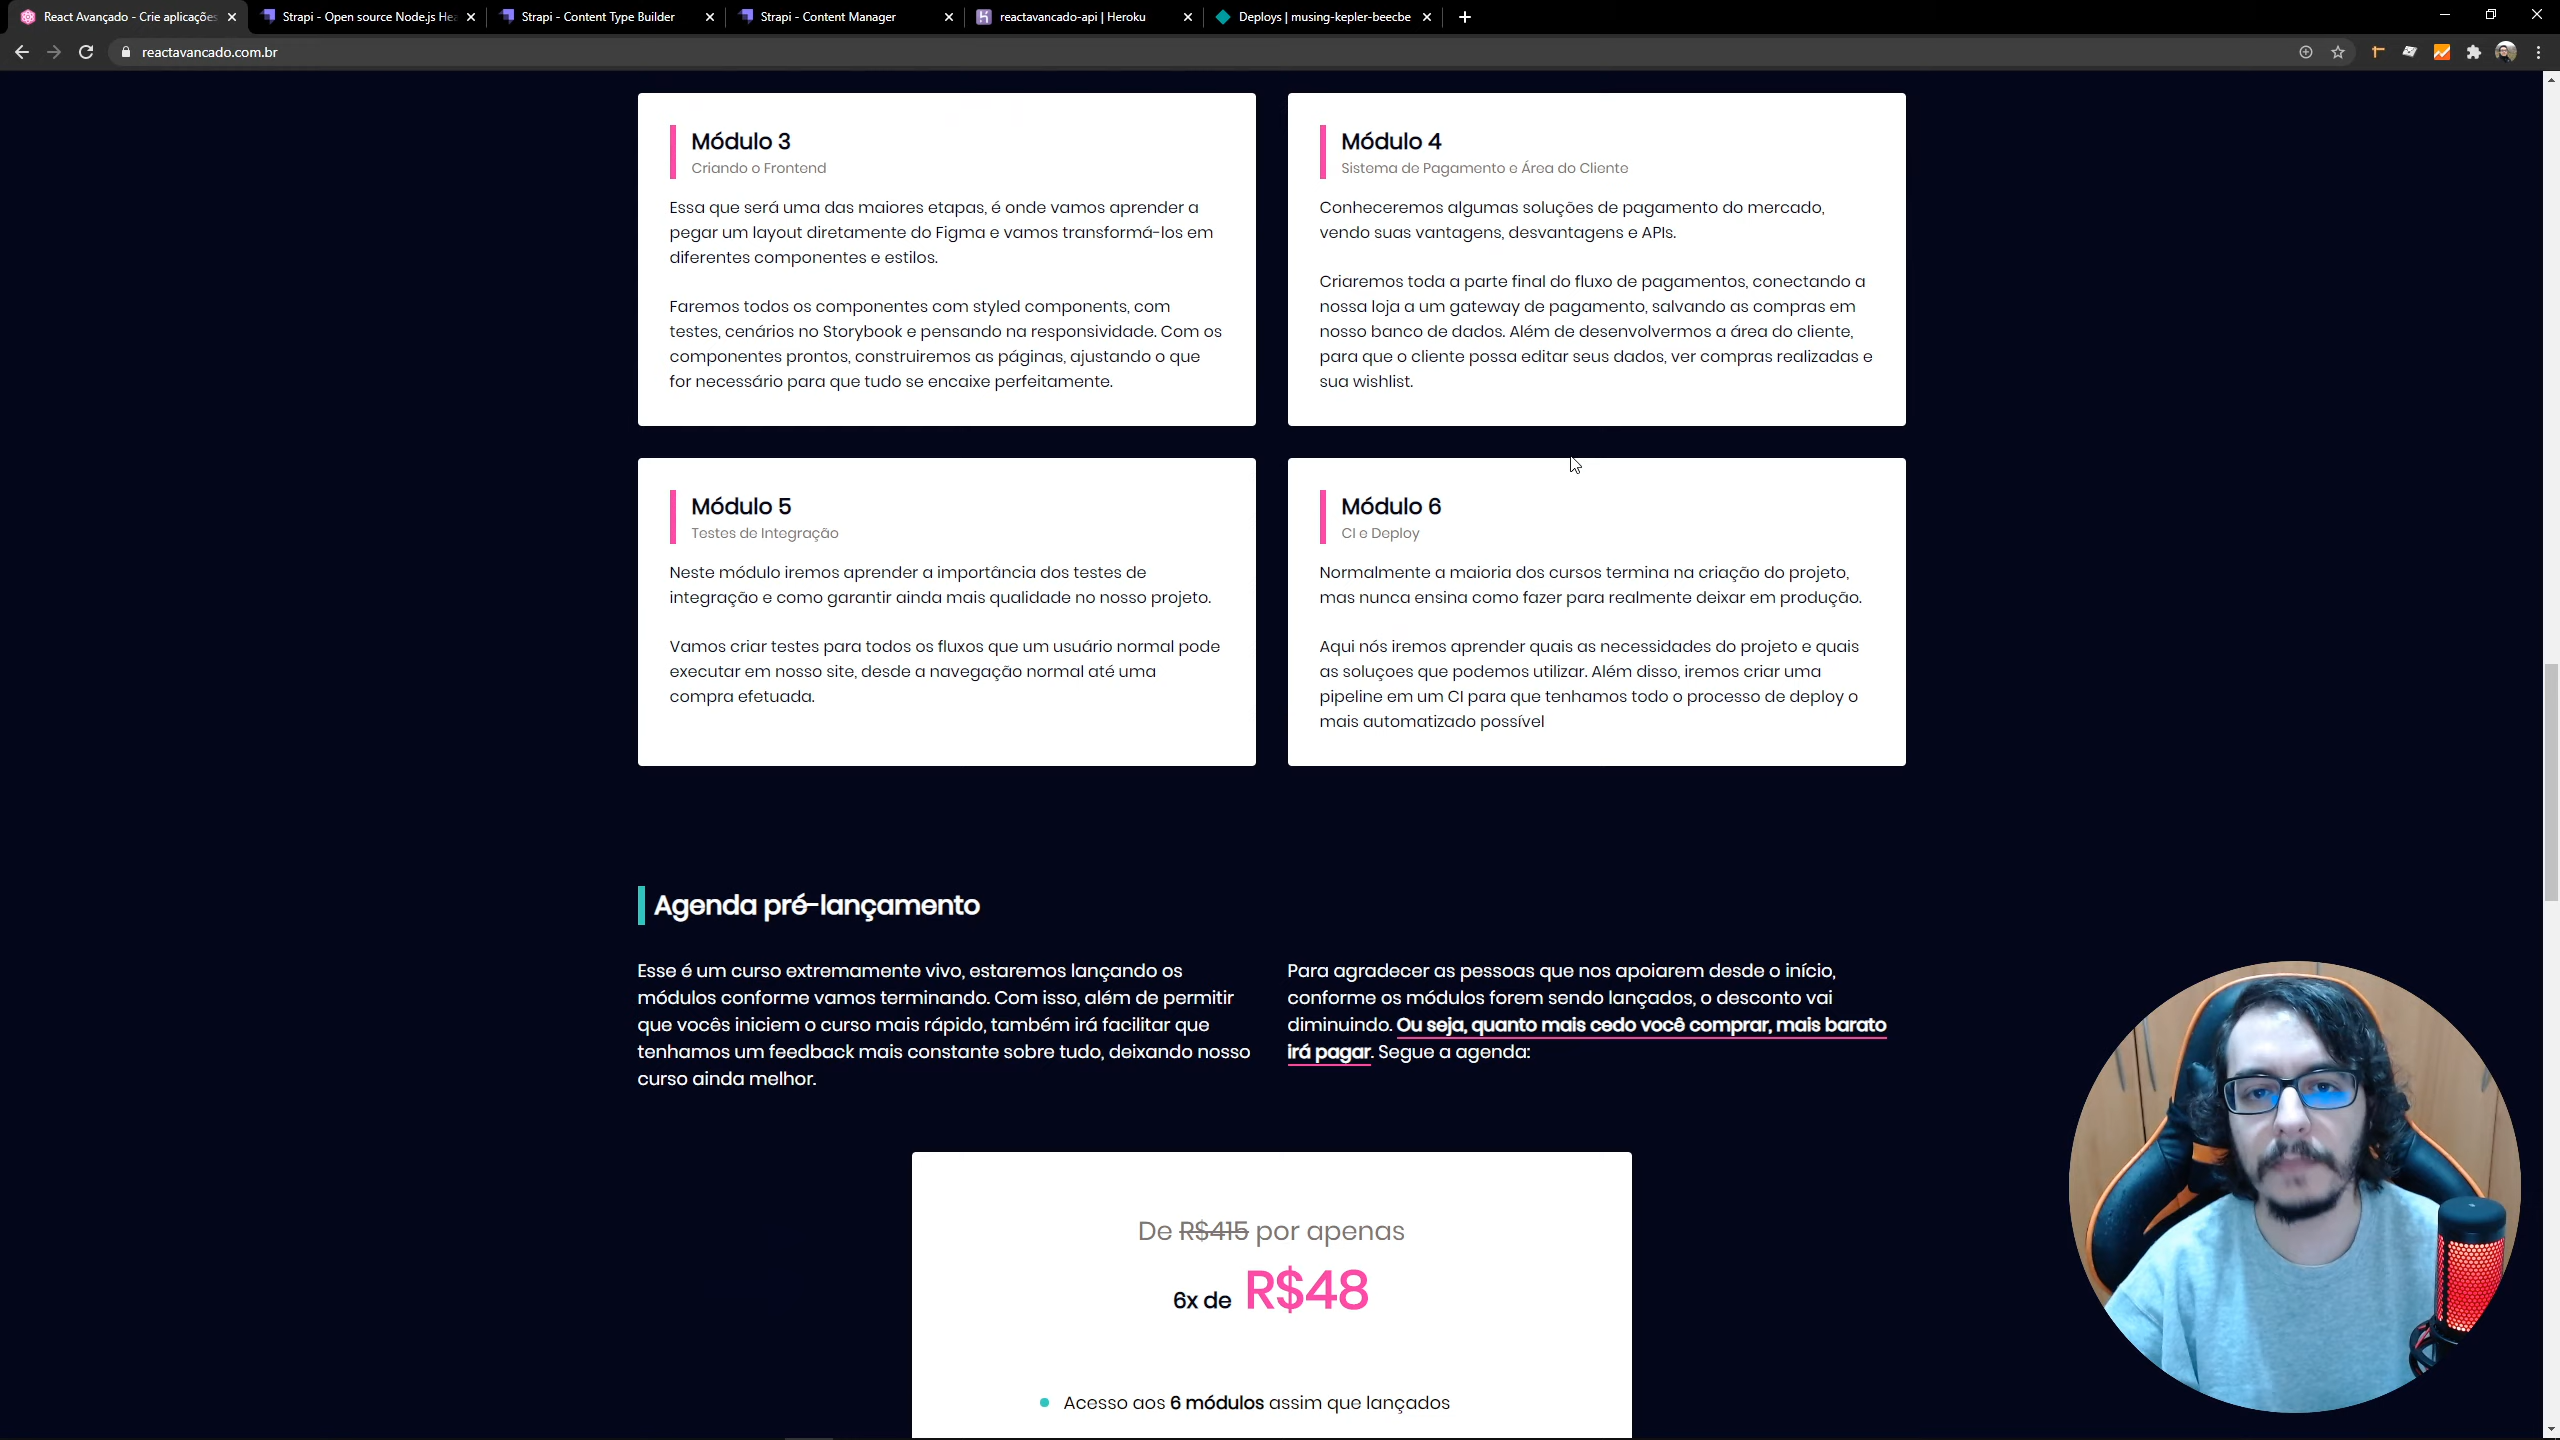 React Avançado - Crie aplicações
Strapi - Open source Node.js Hea
Strapi - Content Type Builder
Strapi - Content Manager
reactavancado-api | Heroku
Deploys | musing-kepler-beecbe
reactavancado.com.br
Módulo 3
Criando o Frontend
Essa que será uma das maiores etapas, é onde vamos aprender a
pegar um layout diretamente do Figma e vamos transformá-los em
diferentes componentes e estilos.
Faremos todos os componentes com styled components, com
testes, cenários no Storybook e pensando na responsividade. Com os
componentes prontos, construiremos as páginas, ajustando o que
for necessário para que tudo se encaixe perfeitamente.
Módulo 4
Sistema de Pagamento e Área do Cliente
Conheceremos algumas soluções de pagamento do mercado,
vendo suas vantagens, desvantagens e APIs.
Criaremos toda a parte final do fluxo de pagamentos, conectando a
nossa loja a um gateway de pagamento, salvando as compras em
nosso banco de dados. Além de desenvolvermos a área do cliente,
para que o cliente possa editar seus dados, ver compras realizadas e
sua wishlist.
Módulo 5
Testes de Integração
Neste módulo iremos aprender a importância dos testes de
integração e como garantir ainda mais qualidade no nosso projeto.
Vamos criar testes para todos os fluxos que um usuário normal pode
executar em nosso site, desde a navegação normal até uma
compra efetuada.
Módulo 6
CI e Deploy
Normalmente a maioria dos cursos termina na criação do projeto,
mas nunca ensina como fazer para realmente deixar em produção.
Aqui nós iremos aprender quais as necessidades do projeto e quais
as soluçoes que podemos utilizar. Além disso, iremos criar uma
pipeline em um CI para que tenhamos todo o processo de deploy o
mais automatizado possível
Agenda pré-lançamento
Esse é um curso extremamente vivo, estaremos lançando os
módulos conforme vamos terminando. Com isso, além de permitir
que vocês iniciem o curso mais rápido, também irá facilitar que
tenhamos um feedback mais constante sobre tudo, deixando nosso
curso ainda melhor.
Para agradecer as pessoas que nos apoiarem desde o início,
conforme os módulos forem sendo lançados, o desconto vai
diminuindo. Ou seja, quanto mais cedo você comprar, mais barato
irá pagar. Segue a agenda:
De R$415 por apenas
6x de R$48
Acesso aos 6 módulos assim que lançados